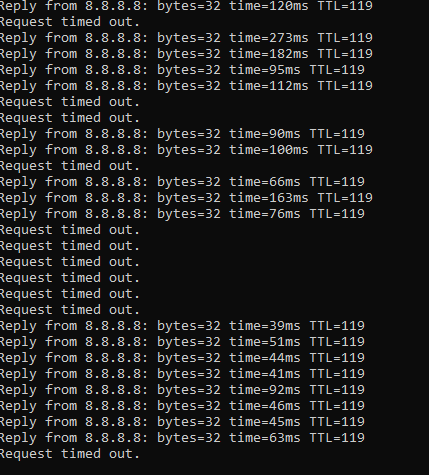 Reply from 8.8.8.8: bytes=32 time=120ms TTL=119
Request timed out.
Reply from 8.8.8.8: bytes=32 time=273ms TTL=119
Reply from 8.8.8.8: bytes=32 time=182ms TTL=119
Reply from 8.8.8.8: bytes=32 time=95ms TTL=119
Reply from 8.8.8.8: bytes=32 time=112ms TTL=119
Request timed out.
Request timed out.
Reply from 8.8.8.8: bytes=32 time=90ms TTL=119
Reply from 8.8.8.8: bytes=32 time=100ms TTL=119
Request timed out.
Reply from 8.8.8.8: bytes=32 time=66ms TTL=119
Reply from 8.8.8.8: bytes=32 time=163ms TTL=119
Reply from 8.8.8.8: bytes=32 time=76ms TTL=119
Request timed out.
Request timed out.
Request timed out.
Request timed out.
Request timed out.
Request timed out.
Reply from 8.8.8.8: bytes=32 time=39ms TTL=119
Reply from 8.8.8.8: bytes=32 time=51ms TTL=119
Reply from 8.8.8.8: bytes=32 time=44ms TTL=119
Reply from 8.8.8.8: bytes=32 time=41ms TTL=119
Reply from 8.8.8.8: bytes=32 time=92ms TTL=119
Reply from 8.8.8.8: bytes=32 time=46ms TTL=119
Reply from 8.8.8.8: bytes=32 time=45ms TTL=119
Reply from 8.8.8.8: bytes=32 time=63ms TTL=119
Request timed out.